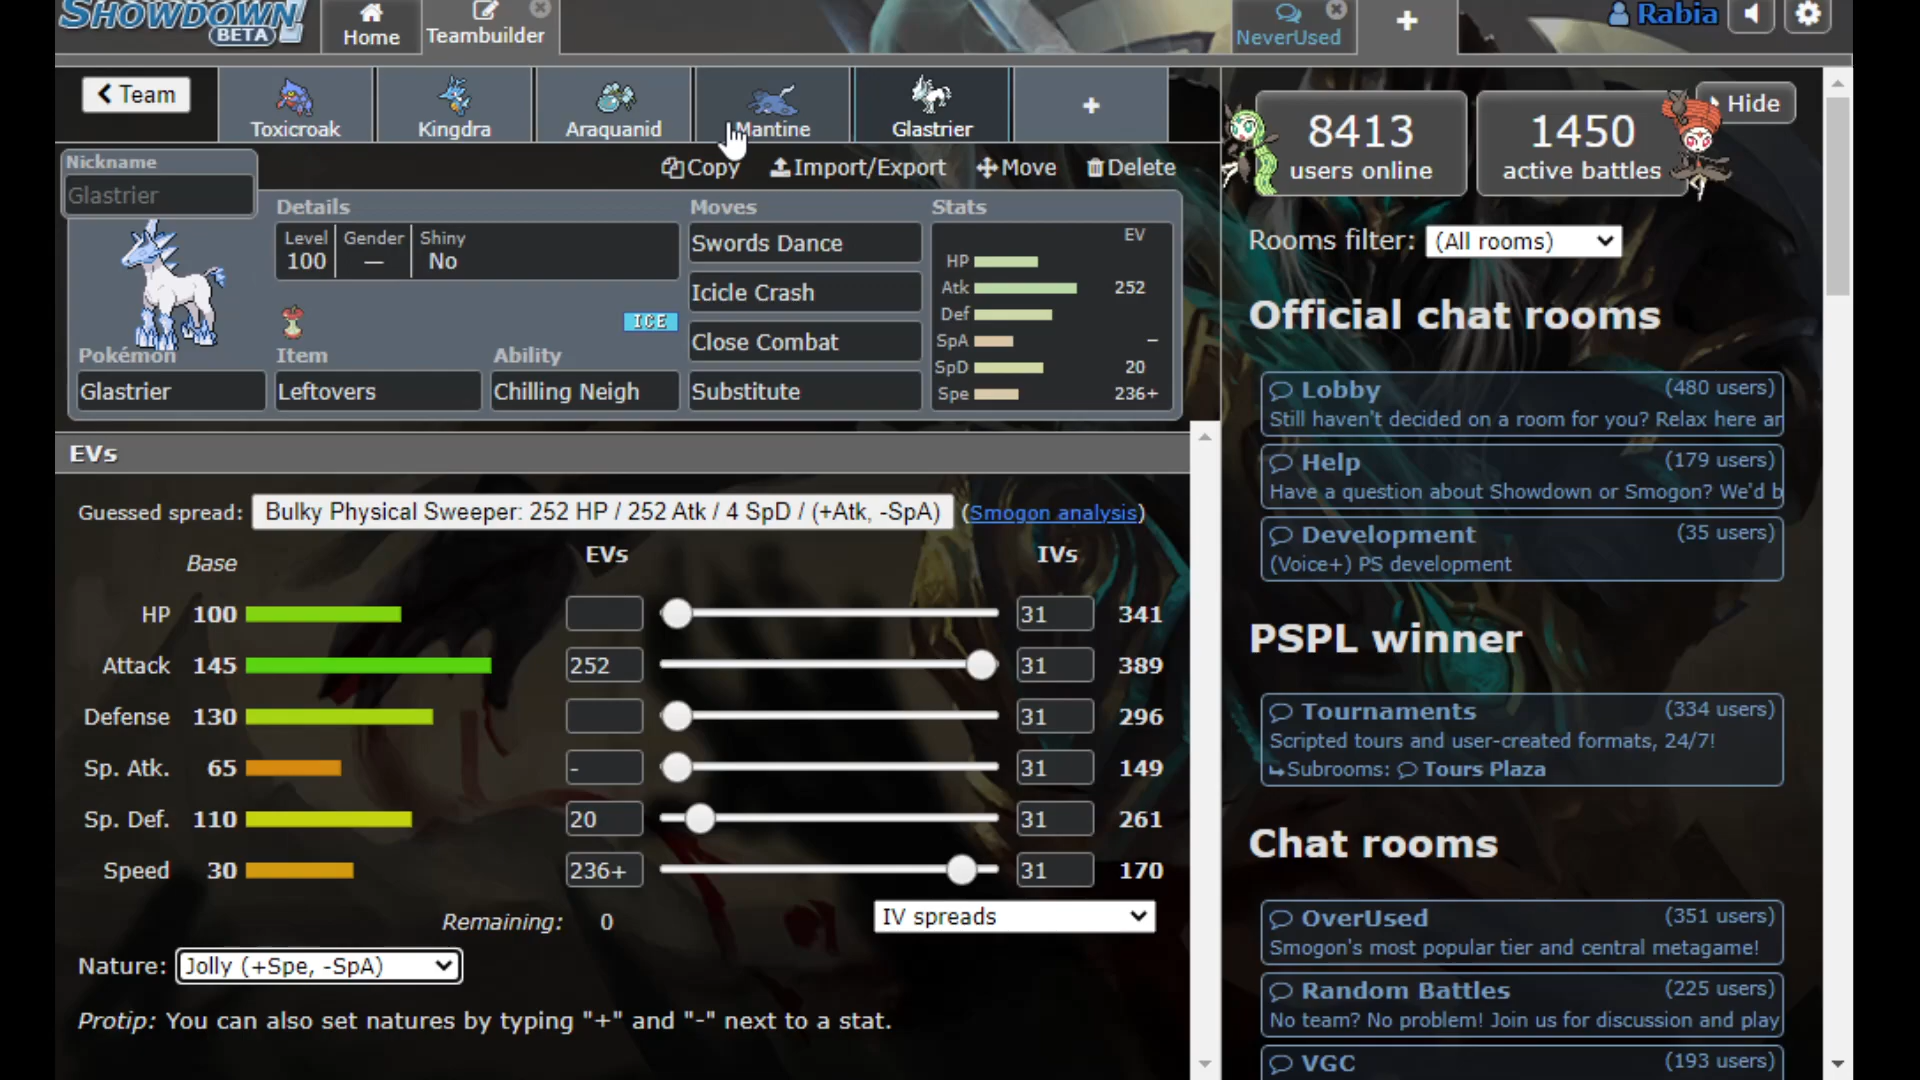 SHOWDOWN
BETA
Home
Teambuilder
NeverUsed
+
Rabia
Team
Toxicroak
Kingdra
Araquanid
Mantine
Glastrier
+
8413
users online
1450
active battles
Hide
Copy
Import/Export
Move
Delete
Nickname
Glastrier
Details
Level
100
Gender
—
Shiny
No
ICE
Pokémon
Glastrier
Item
Leftovers
Ability
Chilling Neigh
Moves
Swords Dance
Icicle Crash
Close Combat
Substitute
Stats
EV
HP
Atk 252
Def
SpA –
SpD 20
Spe 236+
EVs
Guessed spread: Bulky Physical Sweeper: 252 HP / 252 Atk / 4 SpD / (+Atk, -SpA) (Smogon analysis)
Base EVs IVs
HP 100 31 341
Attack 145 252 31 389
Defense 130 31 296
Sp. Atk. 65 - 31 149
Sp. Def. 110 20 31 261
Speed 30 236+ 31 170
Remaining: 0
IV spreads
Nature: Jolly (+Spe, -SpA)
Protip: You can also set natures by typing "+" and "-" next to a stat.
Rooms filter: (All rooms)
Official chat rooms
Lobby (480 users)
Still haven't decided on a room for you? Relax here ar
Help (179 users)
Have a question about Showdown or Smogon? We'd b
Development (35 users)
(Voice+) PS development
PSPL winner
Tournaments (334 users)
Scripted tours and user-created formats, 24/7!
↳Subrooms: Tours Plaza
Chat rooms
OverUsed (351 users)
Smogon's most popular tier and central metagame!
Random Battles (225 users)
No team? No problem! Join us for discussion and play
VGC (193 users)